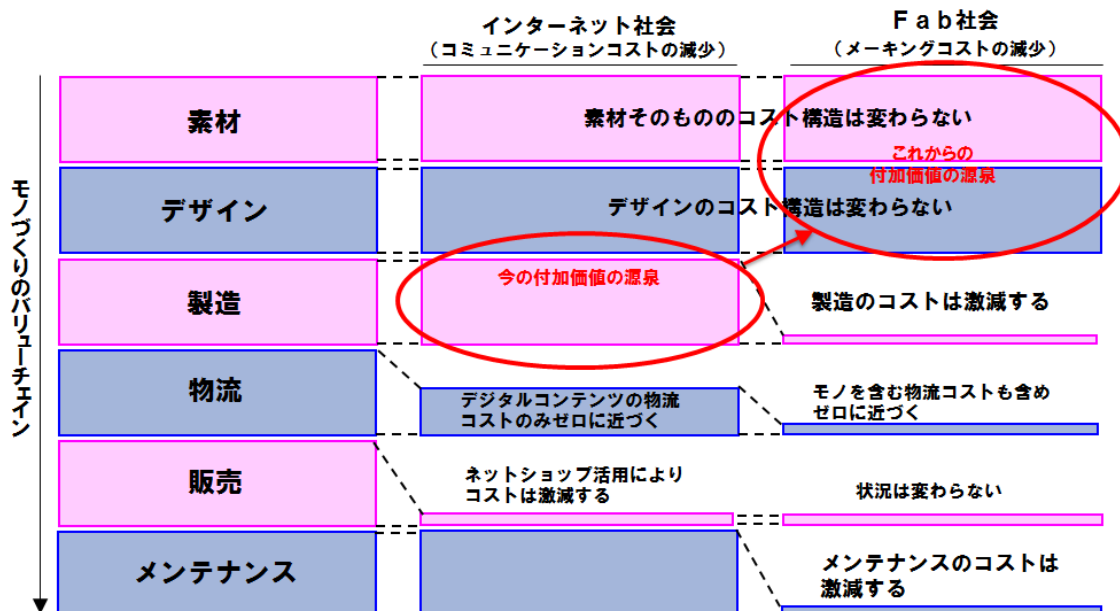 インターネット社会
（コミュニケーションコストの減少）
Ｆａｂ社会
（メーキングコストの減少）
モノづくりのバリューチェイン
素材
素材そのもののコスト構造は変わらない
これからの
付加価値の源泉
デザイン
デザインのコスト構造は変わらない
製造
今の付加価値の源泉
製造のコストは激減する
物流
デジタルコンテンツの物流
コストのみゼロに近づく
モノを含む物流コストも含め
ゼロに近づく
販売
ネットショップ活用により
コストは激減する
状況は変わらない
メンテナンス
メンテナンスのコストは
激減する